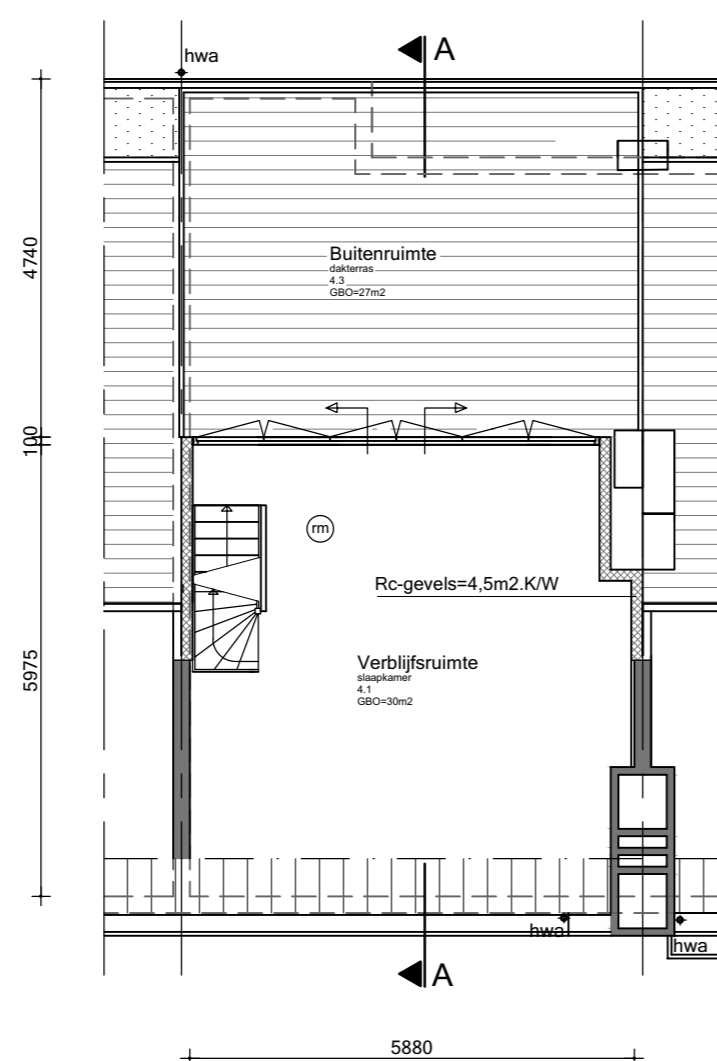 hwa
A
4740
Buitenruimte
dakterras
4.3
GBO=27m2
100
rm
Rc-gevels=4,5m2.K/W
5975
Verblijfsruimte
slaapkamer
4.1
GBO=30m2
hwa
hwa
A
5880